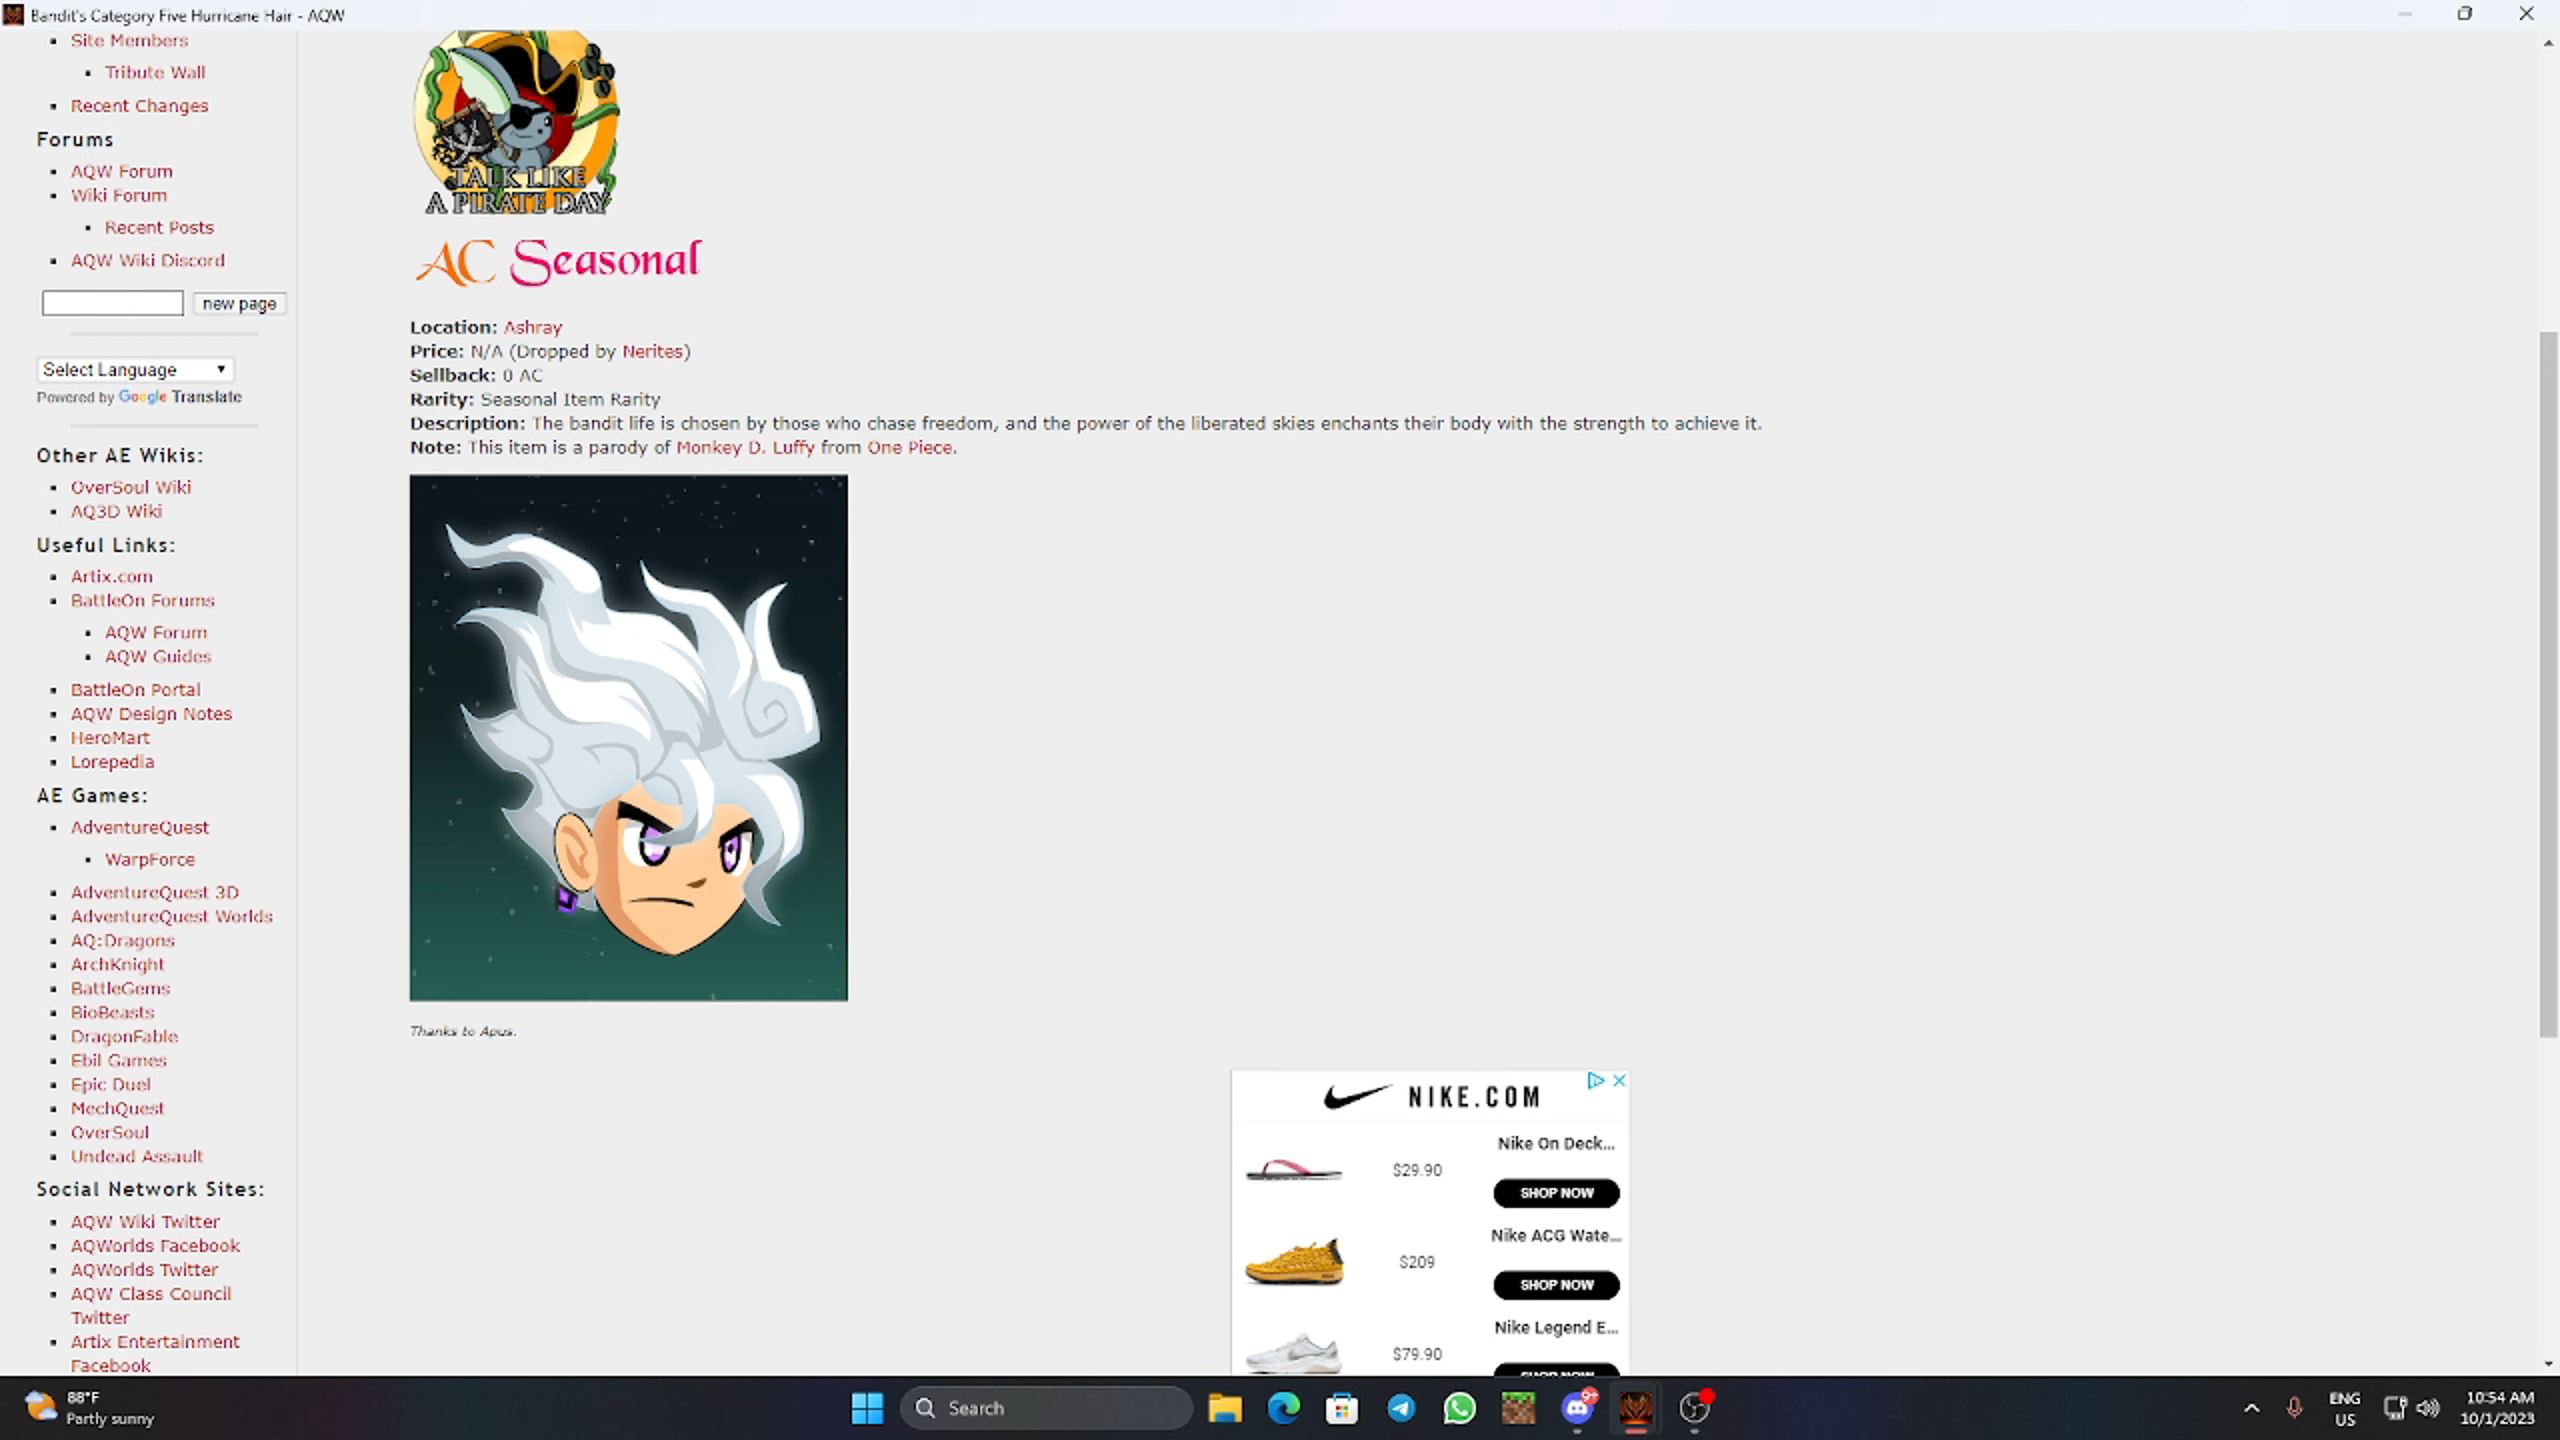 Bandit's Category Five Hurricane Hair - AQW
Site Members
Tribute Wall
Recent Changes
Forums
AQW Forum
Wiki Forum
Recent Posts
AQW Wiki Discord
new page
Select Language
Powered by Google Translate
Other AE Wikis:
OverSoul Wiki
AQ3D Wiki
Useful Links:
Artix.com
BattleOn Forums
AQW Forum
AQW Guides
BattleOn Portal
AQW Design Notes
HeroMart
Lorepedia
AE Games:
AdventureQuest
WarpForce
AdventureQuest 3D
AdventureQuest Worlds
AQ:Dragons
ArchKnight
BattleGems
BioBeasts
DragonFable
Ebil Games
Epic Duel
MechQuest
OverSoul
Undead Assault
Social Network Sites:
AQW Wiki Twitter
AQWorlds Facebook
AQWorlds Twitter
AQW Class Council
Twitter
Artix Entertainment
Facebook
TALK LIKE
A PIRATE DAY
AC Seasonal
Location: Ashray
Price: N/A (Dropped by Nerites)
Sellback: 0 AC
Rarity: Seasonal Item Rarity
Description: The bandit life is chosen by those who chase freedom, and the power of the liberated skies enchants their body with the strength to achieve it.
Note: This item is a parody of Monkey D. Luffy from One Piece.
Thanks to Apus.
NIKE.COM
Nike On Deck...
$29.90
SHOP NOW
Nike ACG Wate...
$209
SHOP NOW
Nike Legend E...
$79.90
SHOP NOW
88°F
Partly sunny
Search
9+
ENG
US
10:54 AM
10/1/2023